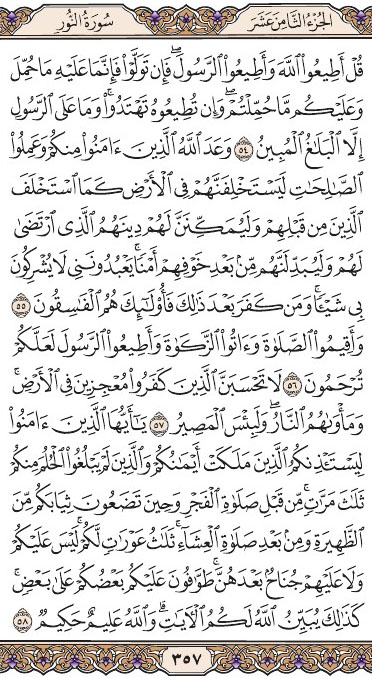 سُورَةُ النُّورِ الجُزْءُ الثَّامِنَ عَشَرَ
قُلْ أَطِيعُوا۟ ٱللَّهَ وَأَطِيعُوا۟ ٱلرَّسُولَ ۖ فَإِن تَوَلَّوْا۟ فَإِنَّمَا عَلَيْهِ مَا حُمِّلَ
وَعَلَيْكُم مَّا حُمِّلْتُمْ ۖ وَإِن تُطِيعُوهُ تَهْتَدُوا۟ ۚ وَمَا عَلَى ٱلرَّسُولِ
إِلَّا ٱلْبَلَٰغُ ٱلْمُبِينُ ٥٤ وَعَدَ ٱللَّهُ ٱلَّذِينَ ءَامَنُوا۟ مِنكُمْ وَعَمِلُوا۟
ٱلصَّٰلِحَٰتِ لَيَسْتَخْلِفَنَّهُمْ فِى ٱلْأَرْضِ كَمَا ٱسْتَخْلَفَ
ٱلَّذِينَ مِن قَبْلِهِمْ وَلَيُمَكِّنَنَّ لَهُمْ دِينَهُمُ ٱلَّذِى ٱرْتَضَىٰ
لَهُمْ وَلَيُبَدِّلَنَّهُم مِّنۢ بَعْدِ خَوْفِهِمْ أَمْنًا ۚ يَعْبُدُونَنِى لَا يُشْرِكُونَ
بِى شَيْـًٔا ۚ وَمَن كَفَرَ بَعْدَ ذَٰلِكَ فَأُو۟لَٰٓئِكَ هُمُ ٱلْفَٰسِقُونَ ٥٥
وَأَقِيمُوا۟ ٱلصَّلَوٰةَ وَءَاتُوا۟ ٱلزَّكَوٰةَ وَأَطِيعُوا۟ ٱلرَّسُولَ لَعَلَّكُمْ
تُرْحَمُونَ ٥٦ لَا تَحْسَبَنَّ ٱلَّذِينَ كَفَرُوا۟ مُعْجِزِينَ فِى ٱلْأَرْضِ ۚ
وَمَأْوَىٰهُمُ ٱلنَّارُ ۖ وَلَبِئْسَ ٱلْمَصِيرُ ٥٧ يَٰٓأَيُّهَا ٱلَّذِينَ ءَامَنُوا۟
لِيَسْتَـْٔذِنكُمُ ٱلَّذِينَ مَلَكَتْ أَيْمَٰنُكُمْ وَٱلَّذِينَ لَمْ يَبْلُغُوا۟ ٱلْحُلُمَ مِنكُمْ
ثَلَٰثَ مَرَّٰتٍ ۚ مِّن قَبْلِ صَلَوٰةِ ٱلْفَجْرِ وَحِينَ تَضَعُونَ ثِيَابَكُم مِّنَ
ٱلظَّهِيرَةِ وَمِنۢ بَعْدِ صَلَوٰةِ ٱلْعِشَآءِ ۚ ثَلَٰثُ عَوْرَٰتٍ لَّكُمْ ۚ لَيْسَ عَلَيْكُمْ
وَلَا عَلَيْهِمْ جُنَاحٌۢ بَعْدَهُنَّ ۚ طَوَّٰفُونَ عَلَيْكُم بَعْضُكُمْ عَلَىٰ بَعْضٍ ۚ
كَذَٰلِكَ يُبَيِّنُ ٱللَّهُ لَكُمُ ٱلْءَايَٰتِ ۗ وَٱللَّهُ عَلِيمٌ حَكِيمٌ ٥٨
٣٥٧